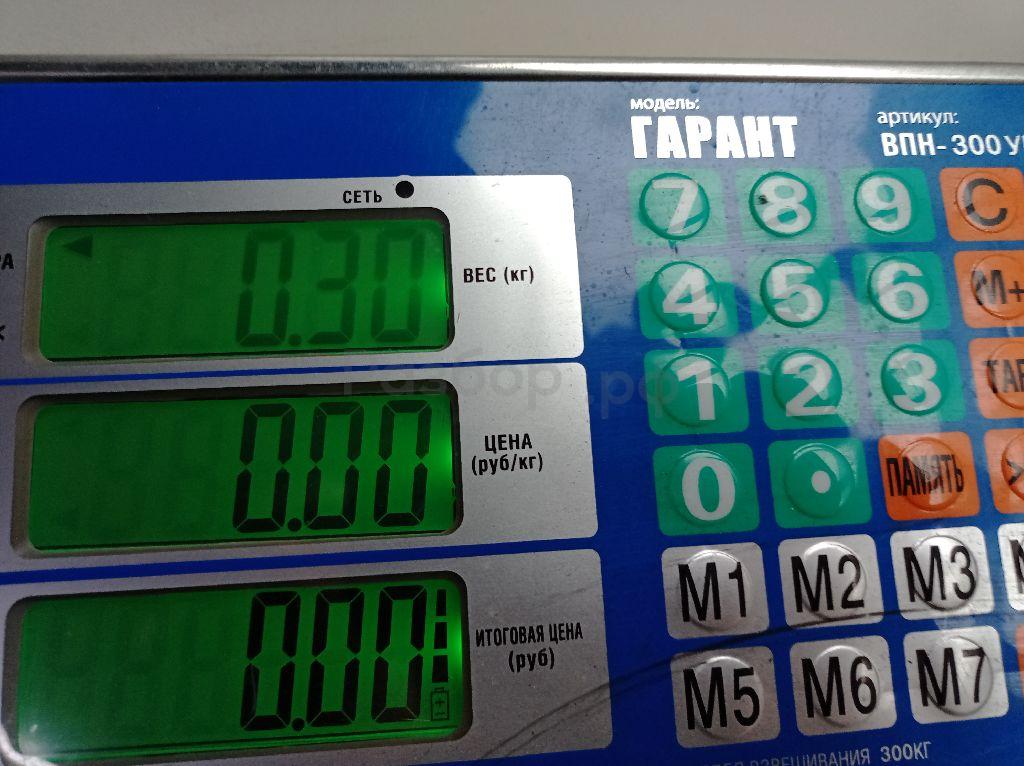 модель:
ГАРАНТ
артикул:
ВПН-300
СЕТЬ
0.30
ВЕС (кг)
0.00
ЦЕНА
(руб/кг)
0.00
ИТОГОВАЯ ЦЕНА
(руб)
7 8 9 C
4 5 6 M+
1 2 3
0 . ПАМЯТЬ
M1 M2 M3
M5 M6 M7
ВЗВЕШИВАНИЯ 300КГ